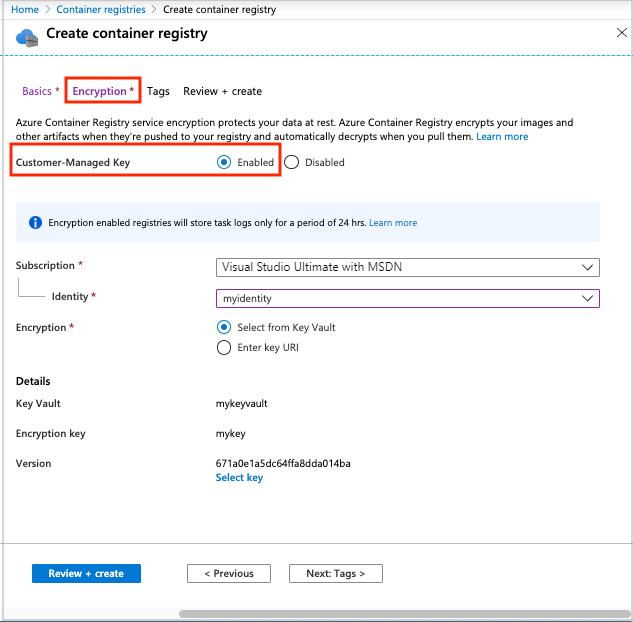 Home > Container registries > Create container registry
Create container registry
Basics * Encryption * Tags Review + create
Azure Container Registry service encryption protects your data at rest. Azure Container Registry encrypts your images and
other artifacts when they're pushed to your registry and automatically decrypts when you pull them. Learn more
Customer-Managed Key Enabled Disabled
Encryption enabled registries will store task logs only for a period of 24 hrs. Learn more
Subscription * Visual Studio Ultimate with MSDN
Identity * myidentity
Encryption * Select from Key Vault
Enter key URI
Details
Key Vault mykeyvault
Encryption key mykey
Version 671a0e1a5dc64ffa8dda014ba
Select key
Review + create < Previous Next: Tags >